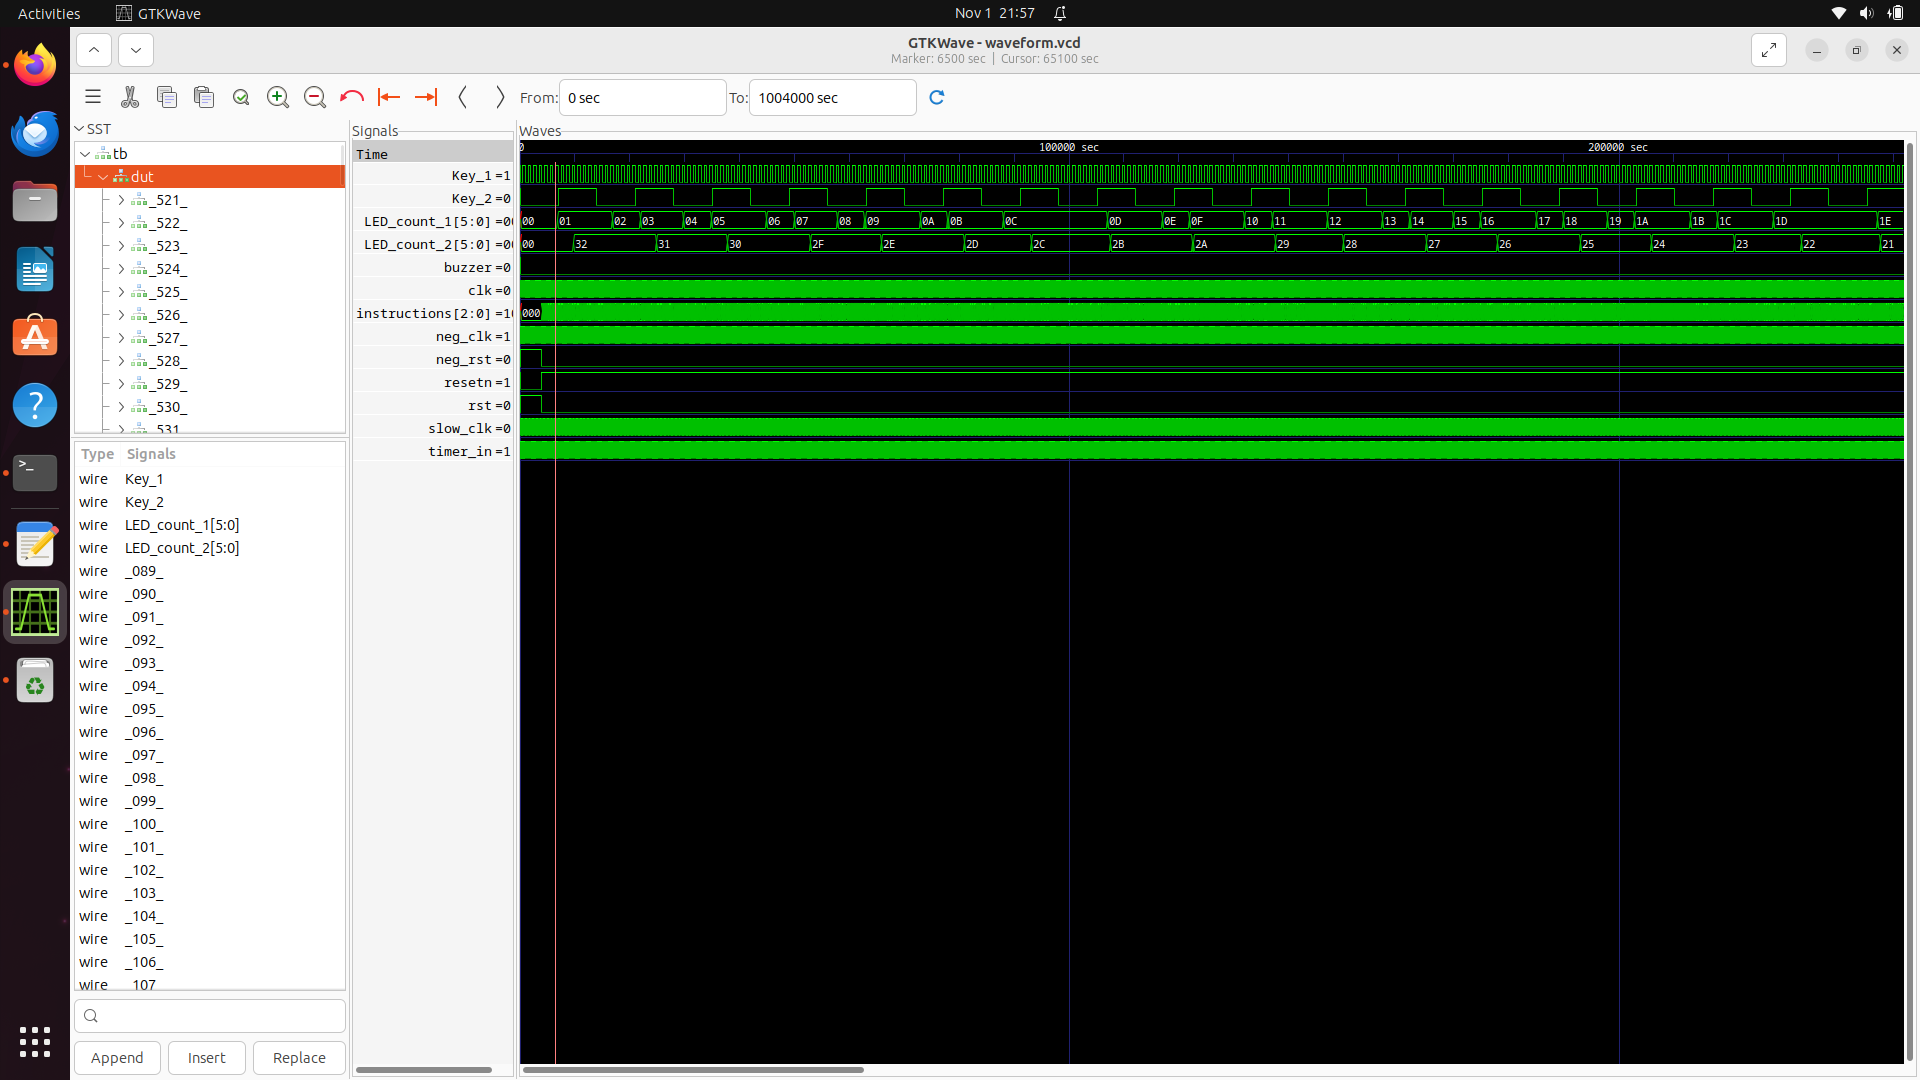 Activities
GTKWave
Nov 1 21:57
GTKWave - waveform.vcd
Marker: 6500 sec | Cursor: 65100 sec
From:
0 sec
To:
1004000 sec
SST
tb
dut
_521_
_522_
_523_
_524_
_525_
_526_
_527_
_528_
_529_
_530_
_531_
Type Signals
wire Key_1
wire Key_2
wire LED_count_1[5:0]
wire LED_count_2[5:0]
wire _089_
wire _090_
wire _091_
wire _092_
wire _093_
wire _094_
wire _095_
wire _096_
wire _097_
wire _098_
wire _099_
wire _100_
wire _101_
wire _102_
wire _103_
wire _104_
wire _105_
wire _106_
wire _107_
Append
Insert
Replace
Signals
Time
Key_1 =1
Key_2 =0
LED_count_1[5:0] =00
LED_count_2[5:0] =00
buzzer =0
clk =0
instructions[2:0] =10
neg_clk =1
neg_rst =0
resetn =1
rst =0
slow_clk =0
timer_in =1
Waves
0 100000 sec 200000 sec
00 01 02 03 04 05 06 07 08 09 0A 0B 0C 0D 0E 0F 10 11 12 13 14 15 16 17 18 19 1A 1B 1C 1D 1E
00 32 31 30 2F 2E 2D 2C 2B 2A 29 28 27 26 25 24 23 22 21
000